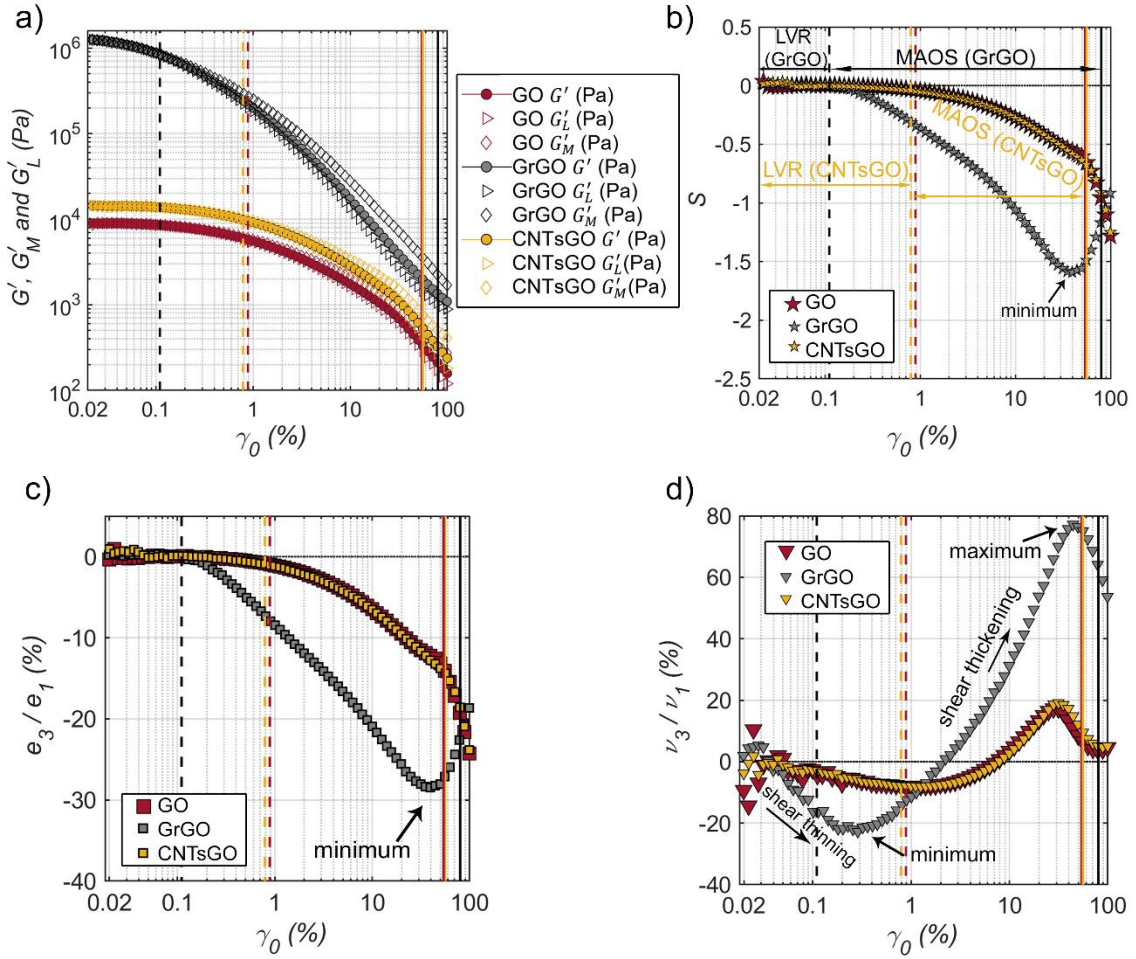 a)
G′, G′_M and G′_L (Pa)
10^6
10^5
10^4
10^3
10^2
0.02 0.1 1 10 100
γ_0 (%)
GO G′ (Pa)
GO G′_L (Pa)
GO G′_M (Pa)
GrGO G′ (Pa)
GrGO G′_L (Pa)
GrGO G′_M (Pa)
CNTsGO G′ (Pa)
CNTsGO G′_L(Pa)
CNTsGO G′_M(Pa)
b)
S
0.5
0
-0.5
-1
-1.5
-2
-2.5
LVR
(GrGO)
MAOS (GrGO)
MAOS (CNTsGO)
LVR (CNTsGO)
minimum
GO
GrGO
CNTsGO
0.02 0.1 1 10 100
γ_0 (%)
c)
e_3 / e_1 (%)
0
-10
-20
-30
-40
GO
GrGO
CNTsGO
minimum
0.02 0.1 1 10 100
γ_0 (%)
d)
ν_3 / ν_1 (%)
80
60
40
20
0
-20
-40
GO
GrGO
CNTsGO
maximum
shear thickening
shear thinning
minimum
0.02 0.1 1 10 100
γ_0 (%)